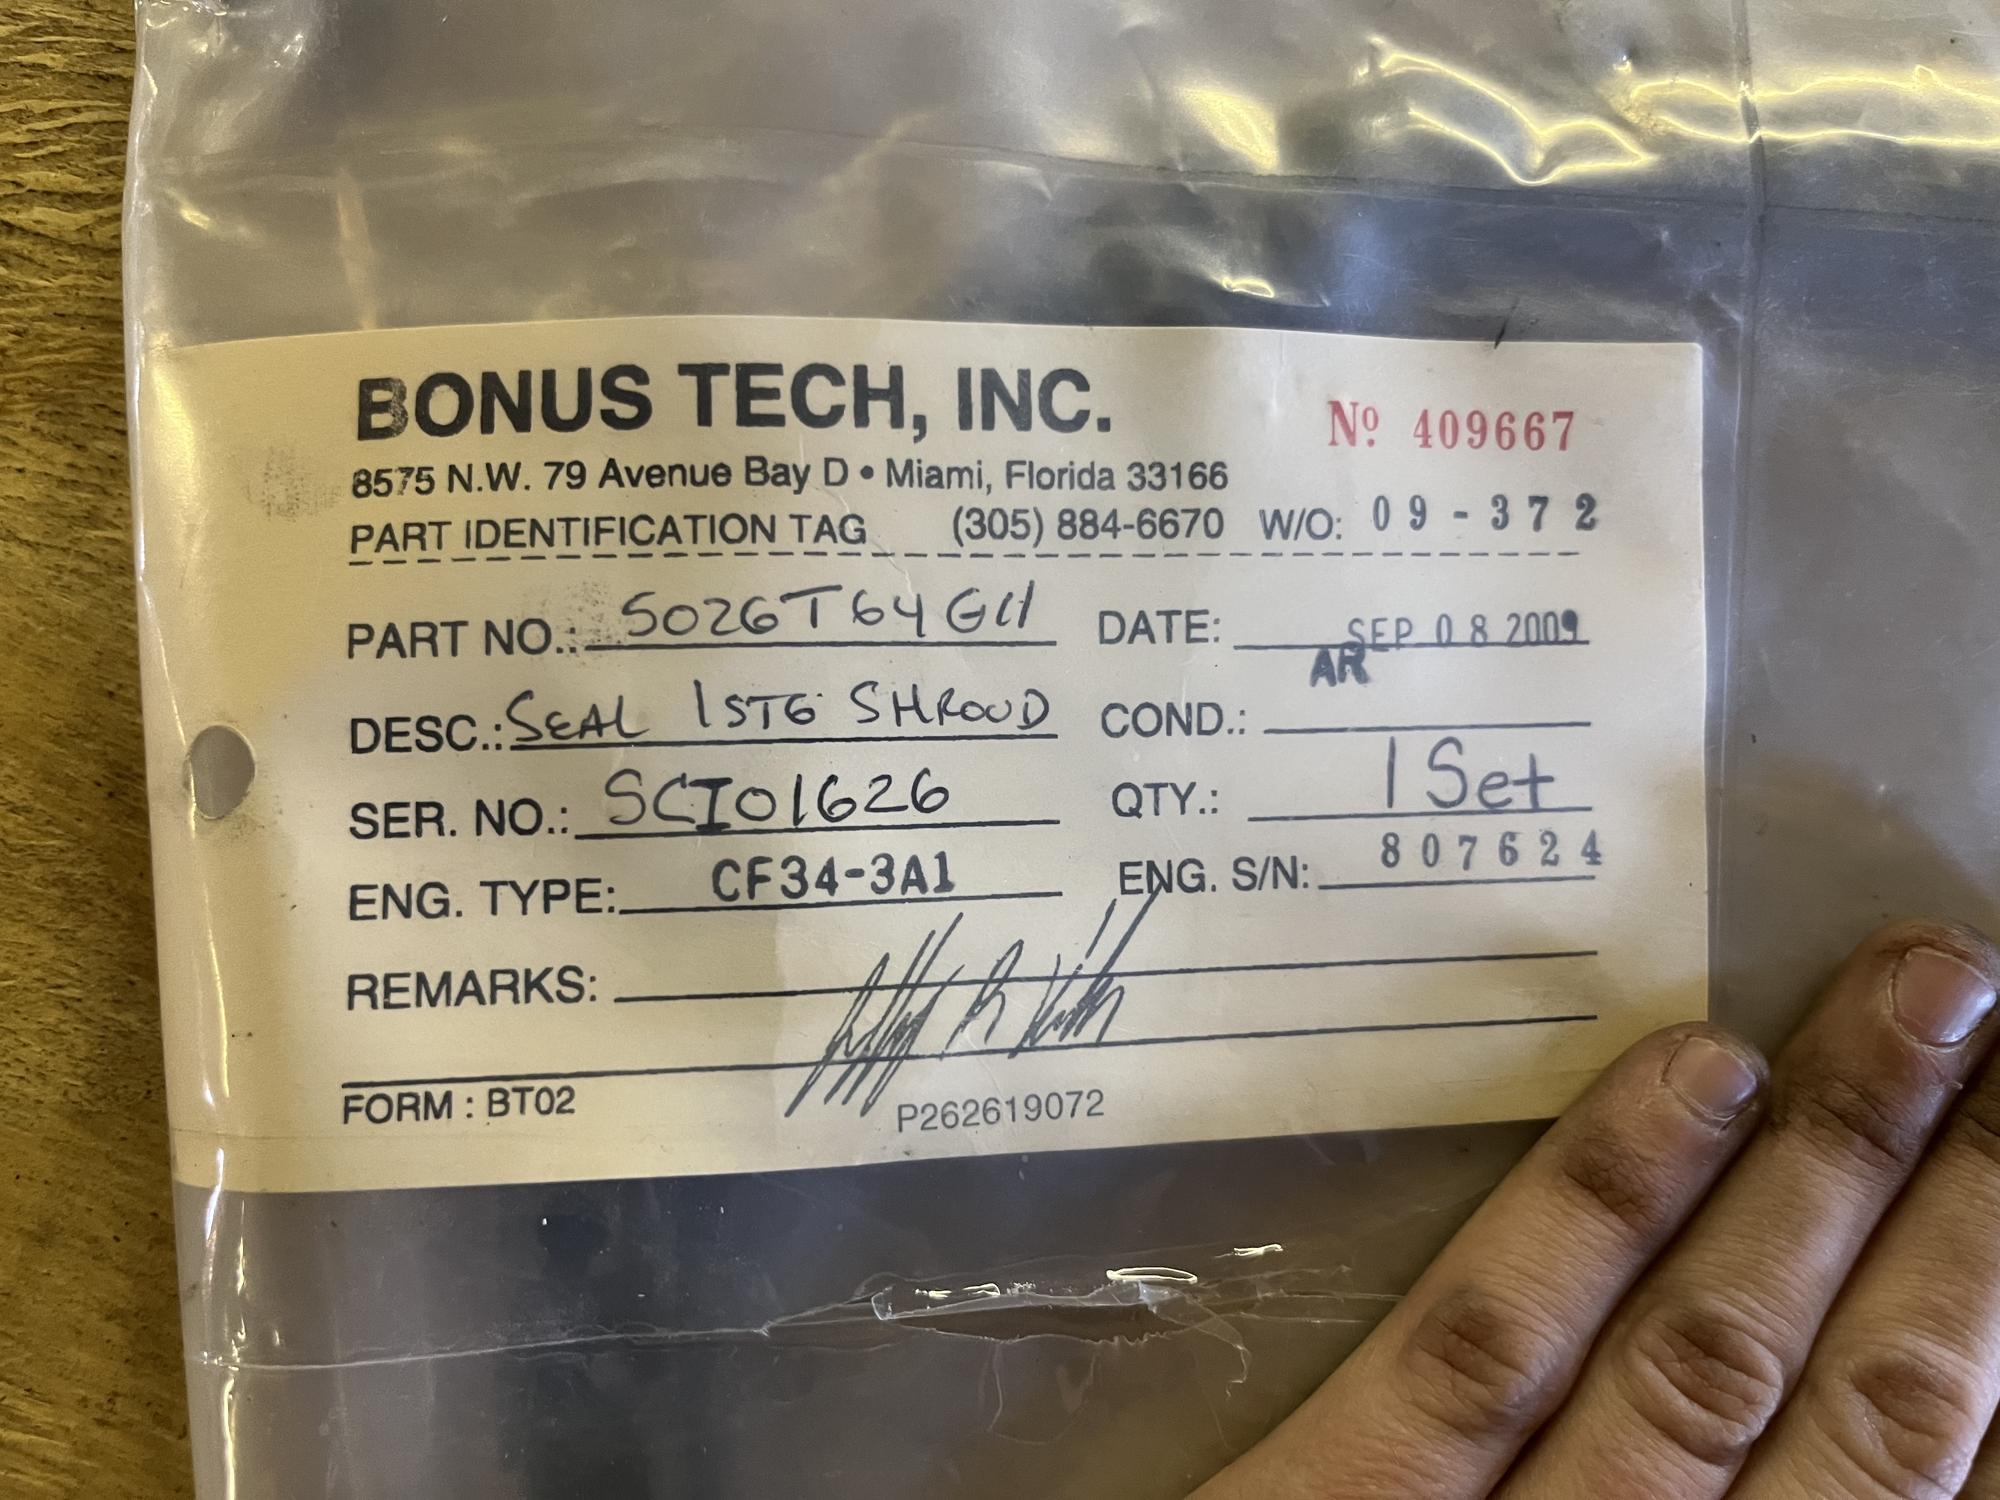 BONUS TECH, INC.
Nº 409667
8575 N.W. 79 Avenue Bay D • Miami, Florida 33166
PART IDENTIFICATION TAG (305) 884-6670 W/O: 09-372
PART NO.: 5026T64G11 DATE: SEP 08 2009
DESC.: SEAL 1STG SHROUD COND.: AR
SER. NO.: SCI01626 QTY.: 1 Set
ENG. TYPE: CF34-3A1 ENG. S/N: 807624
REMARKS:
FORM : BT02 P262619072